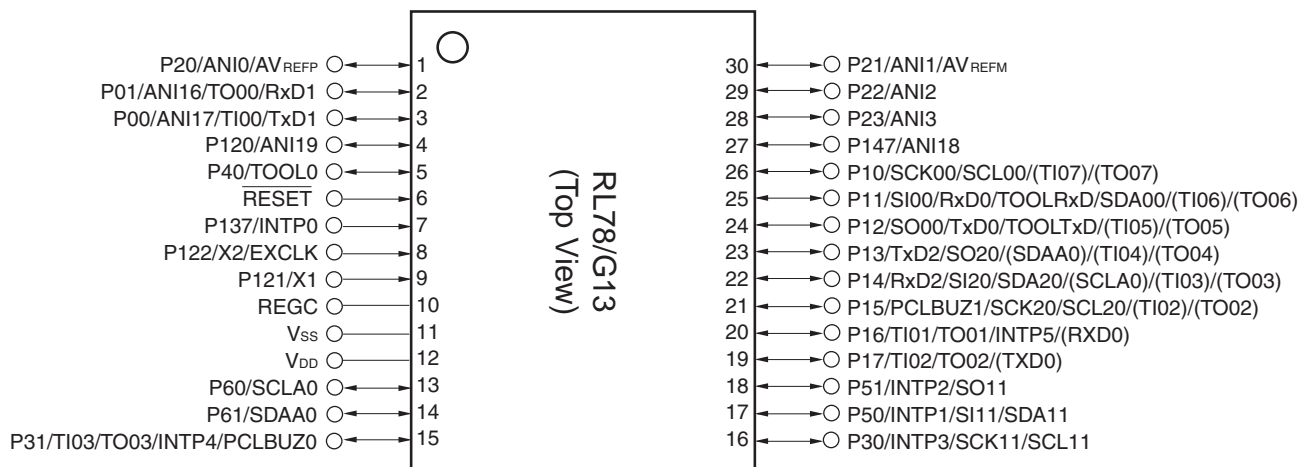 P20/ANI0/AVREFP
1
P01/ANI16/TO00/RxD1
2
P00/ANI17/TI00/TxD1
3
P120/ANI19
4
P40/TOOL0
5
RESET
6
P137/INTP0
7
P122/X2/EXCLK
8
P121/X1
9
REGC
10
VSS
11
VDD
12
P60/SCLA0
13
P61/SDAA0
14
P31/TI03/TO03/INTP4/PCLBUZ0
15
RL78/G13
(Top View)
30
P21/ANI1/AVREFM
29
P22/ANI2
28
P23/ANI3
27
P147/ANI18
26
P10/SCK00/SCL00/(TI07)/(TO07)
25
P11/SI00/RxD0/TOOLRxD/SDA00/(TI06)/(TO06)
24
P12/SO00/TxD0/TOOLTxD/(TI05)/(TO05)
23
P13/TxD2/SO20/(SDAA0)/(TI04)/(TO04)
22
P14/RxD2/SI20/SDA20/(SCLA0)/(TI03)/(TO03)
21
P15/PCLBUZ1/SCK20/SCL20/(TI02)/(TO02)
20
P16/TI01/TO01/INTP5/(RXD0)
19
P17/TI02/TO02/(TXD0)
18
P51/INTP2/SO11
17
P50/INTP1/SI11/SDA11
16
P30/INTP3/SCK11/SCL11